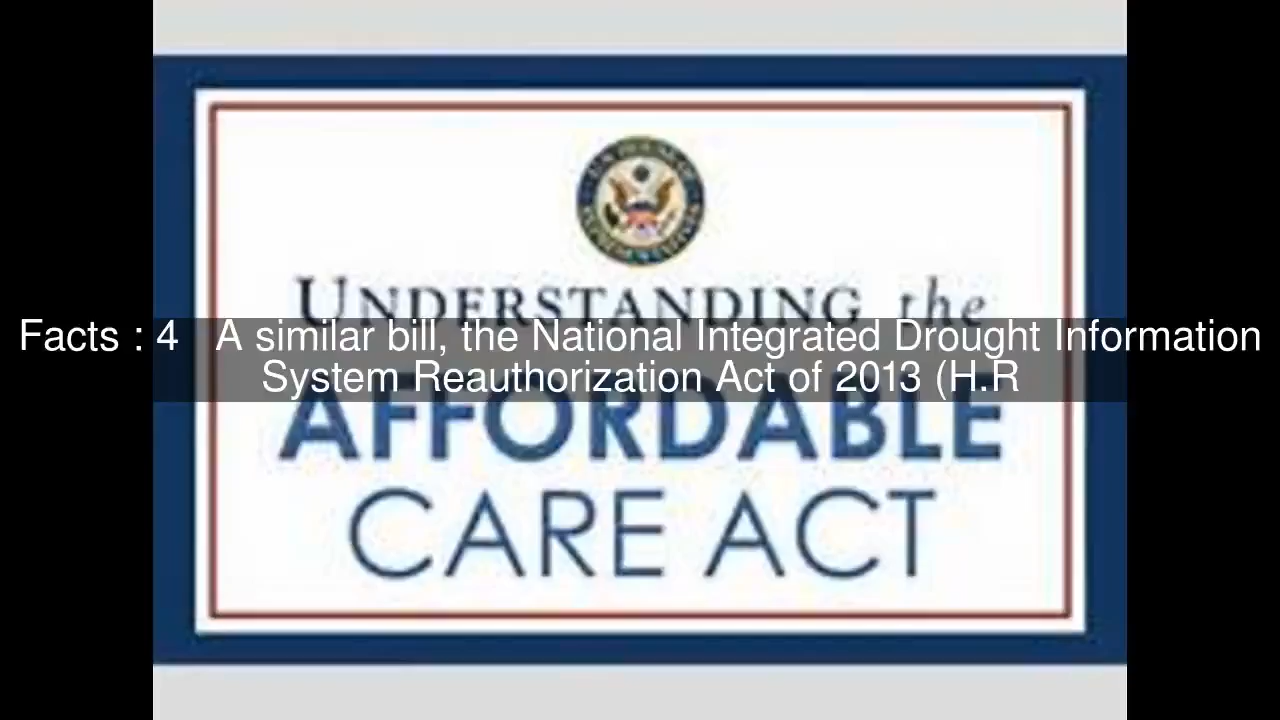 UNDERSTANDING the
Facts : 4 A similar bill, the National Integrated Drought Information
System Reauthorization Act of 2013 (H.R
AFFORDABLE
CARE ACT